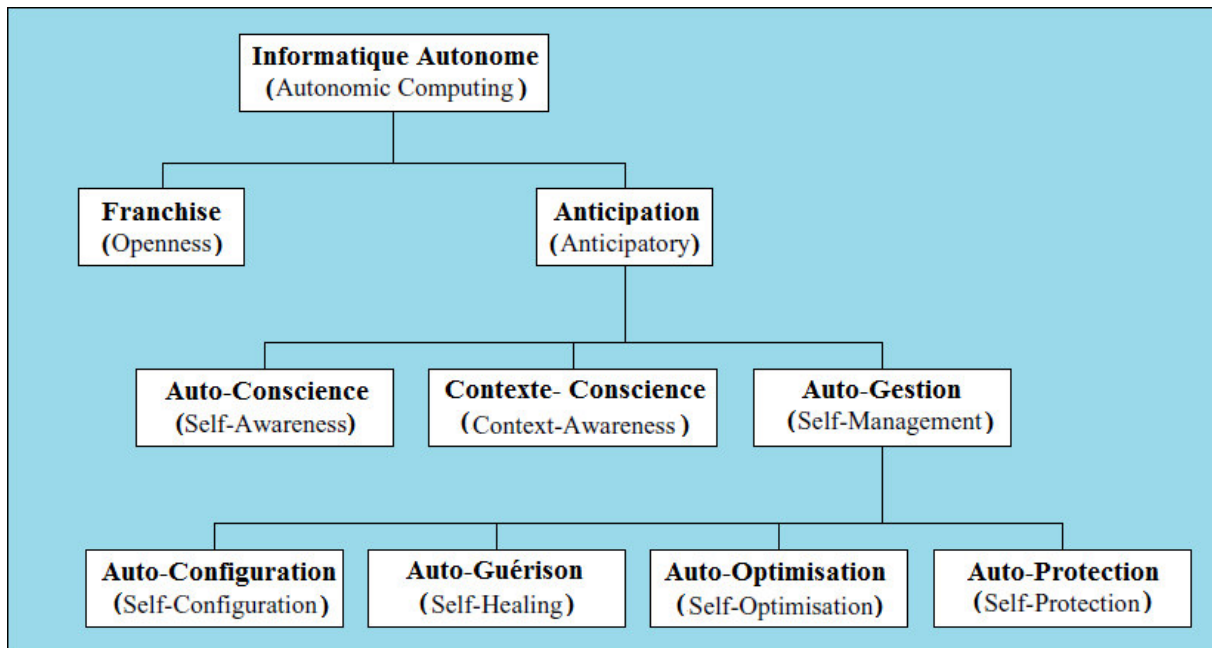 Informatique Autonome
(Autonomic Computing )
Franchise
(Openness)
Anticipation
(Anticipatory)
Auto-Conscience
(Self-Awareness)
Contexte- Conscience
(Context-Awareness )
Auto-Gestion
(Self-Management)
Auto-Configuration
(Self-Configuration)
Auto-Guérison
(Self-Healing)
Auto-Optimisation
(Self-Optimisation)
Auto-Protection
(Self-Protection)